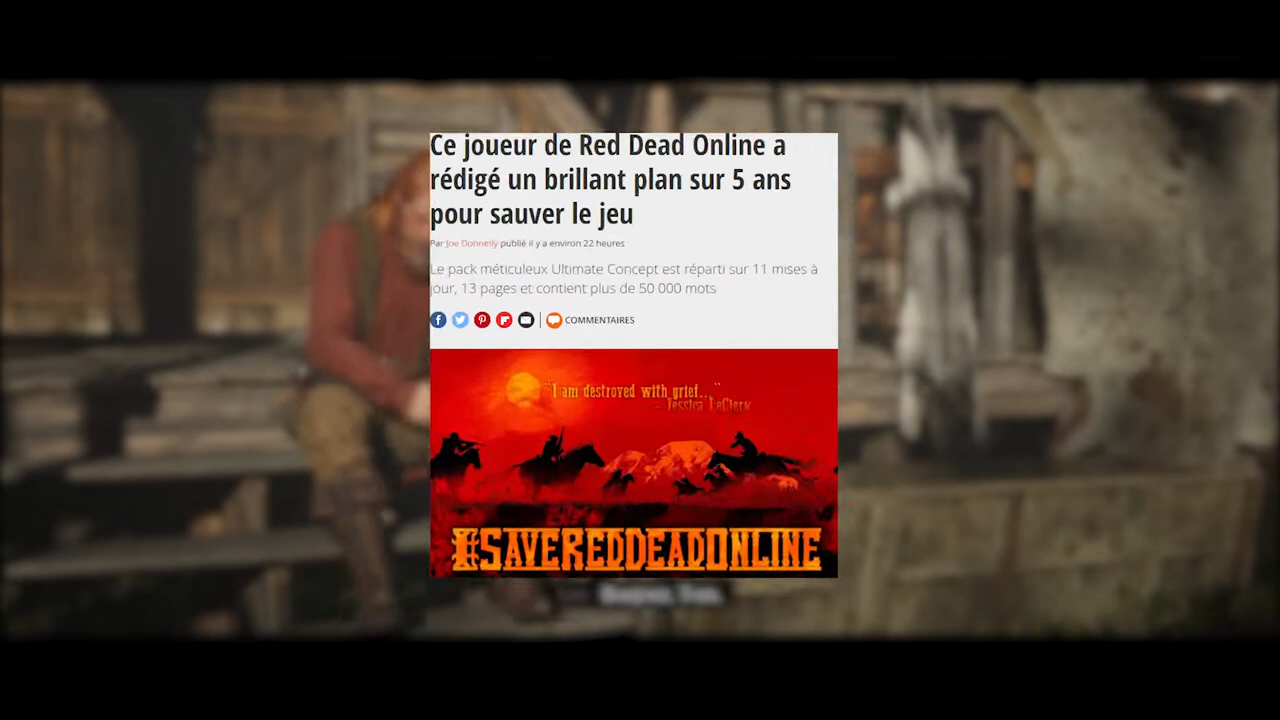 Ce joueur de Red Dead Online a
rédigé un brillant plan sur 5 ans
pour sauver le jeu
Par Joe Donnelly publié il y a environ 22 heures
Le pack méticuleux Ultimate Concept est réparti sur 11 mises à
jour, 13 pages et contient plus de 50 000 mots
COMMENTAIRES
"I am destroyed with grief..."
- Jessica LeClerk
#SAVEREDDEADONLINE